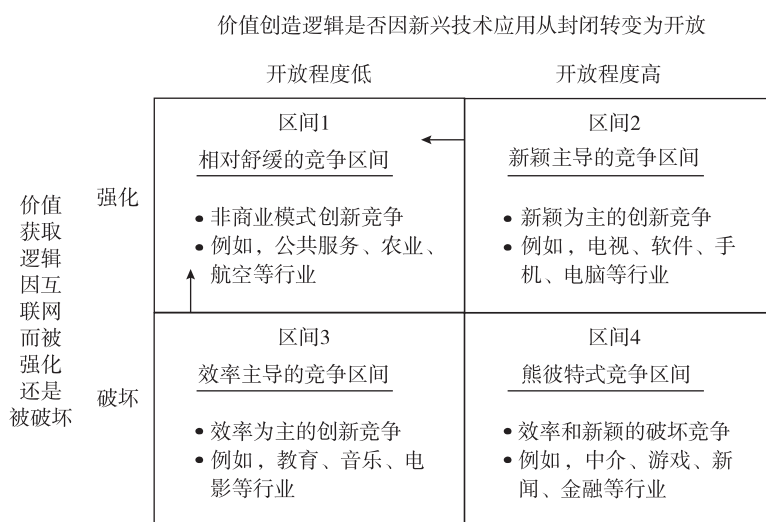 价值创造逻辑是否因新兴技术应用从封闭转变为开放
开放程度低
开放程度高
价值
获取
逻辑
因互
联网
而被
强化
还是
被破坏
强化
区间1
相对舒缓的竞争区间
• 非商业模式创新竞争
• 例如，公共服务、农业、
航空等行业
区间2
新颖主导的竞争区间
• 新颖为主的创新竞争
• 例如，电视、软件、手
机、电脑等行业
破坏
区间3
效率主导的竞争区间
• 效率为主的创新竞争
• 例如，教育、音乐、电
影等行业
区间4
熊彼特式竞争区间
• 效率和新颖的破坏竞争
• 例如，中介、游戏、新
闻、金融等行业